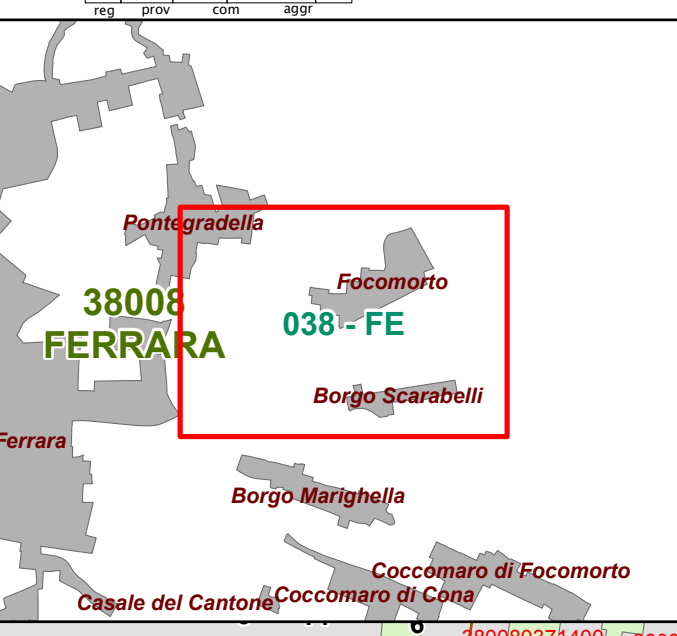 reg prov com aggr
Pontegradella
Focomorto
38008
FERRARA
038 - FE
Borgo Scarabelli
Ferrara
Borgo Marighella
Coccomaro di Focomorto
Coccomaro di Cona
Casale del Cantone
6